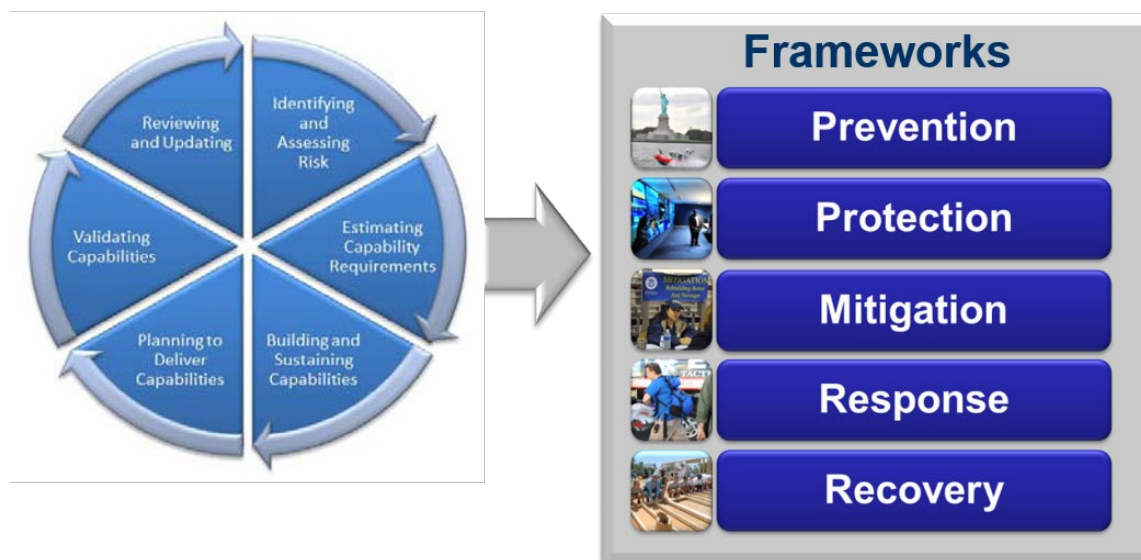 Identifying
and
Assessing
Risk
Estimating
Capability
Requirements
Building and
Sustaining
Capabilities
Planning to
Deliver
Capabilities
Validating
Capabilities
Reviewing
and Updating
Frameworks
Prevention
Protection
MITIGATION
Mitigation
Response
Recovery